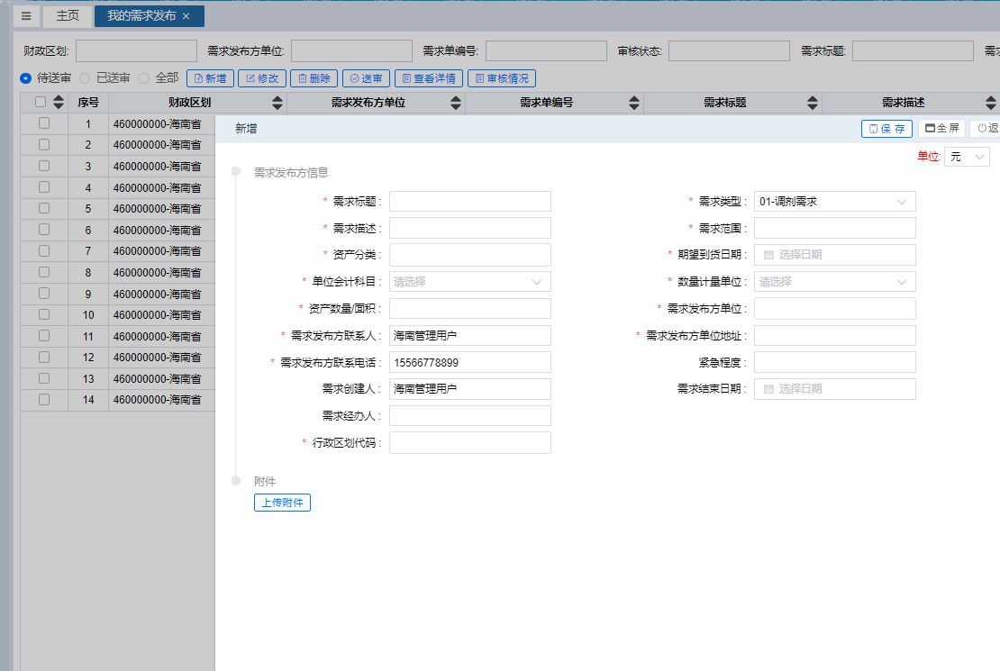 主页 我的需求发布 ×
财政区划: 需求发布方单位: 需求单编号: 审核状态: 需求标题:
待送审 已送审 全部 新增 修改 删除 送审 查看详情 审核情况
序号 财政区划 需求发布方单位 需求单编号 需求标题 需求描述
1 460000000-海南省
2 460000000-海南省
3 460000000-海南省
4 460000000-海南省
5 460000000-海南省
6 460000000-海南省
7 460000000-海南省
8 460000000-海南省
9 460000000-海南省
10 460000000-海南省
11 460000000-海南省
12 460000000-海南省
13 460000000-海南省
14 460000000-海南省
新增 保 存 全屏 返
单位: 元
需求发布方信息
* 需求标题 : * 需求类型 : 01-调剂需求
* 需求描述 : * 需求范围 :
* 资产分类 : * 期望到货日期 : 选择日期
* 单位会计科目 : 请选择 * 数量计量单位 : 请选择
* 资产数量/面积 : * 需求发布方单位 :
* 需求发布方联系人 : 海南管理用户 * 需求发布方单位地址 :
* 需求发布方联系电话 : 15566778899 紧急程度 :
需求创建人 : 海南管理用户 需求结束日期 : 选择日期
需求经办人 :
* 行政区划代码 :
附件
上传附件